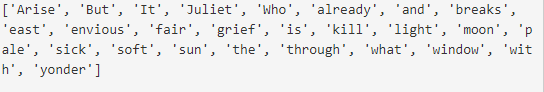 ['Arise', 'But', 'It', 'Juliet', 'Who', 'already', 'and', 'breaks',
'east', 'envious', 'fair', 'grief', 'is', 'kill', 'light', 'moon', 'p
ale', 'sick', 'soft', 'sun', 'the', 'through', 'what', 'window', 'wit
h', 'yonder']